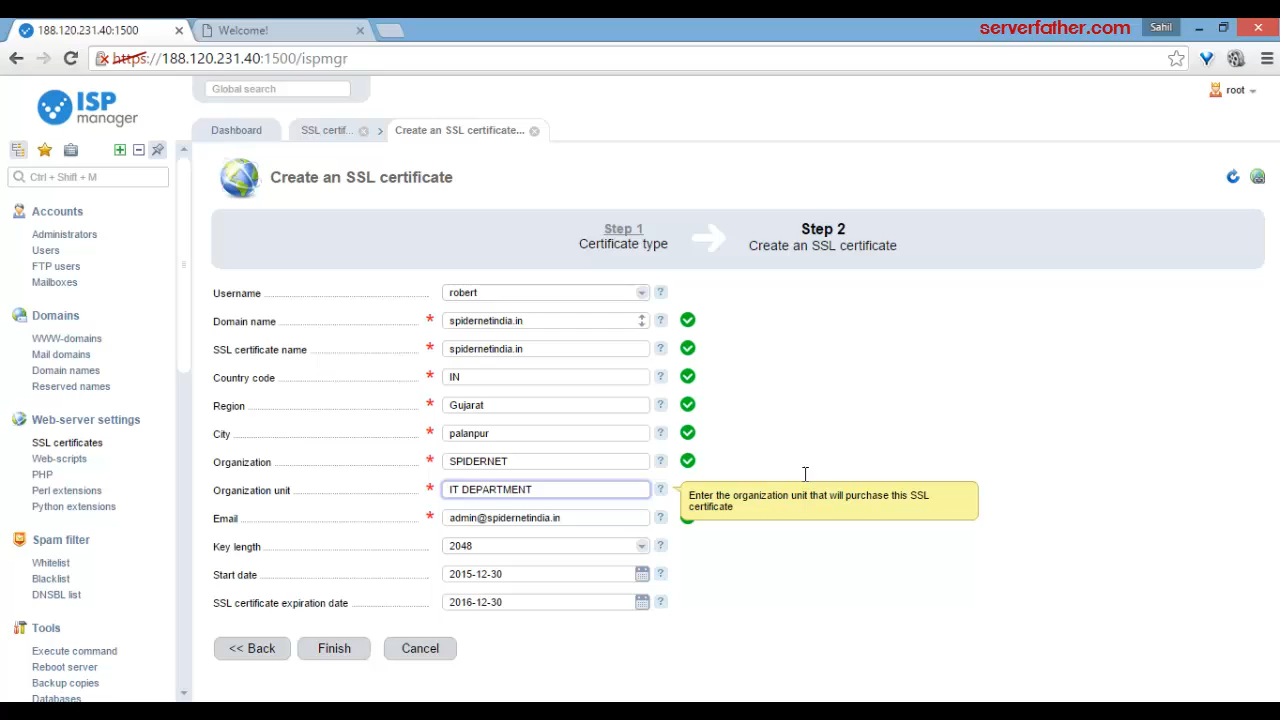 188.120.231.40:1500
Welcome!
serverfather.com
Sahil
https://188.120.231.40:1500/ispmgr
Global search
root
ISP
manager
Dashboard
SSL certif...
Create an SSL certificate...
Ctrl + Shift + M
Create an SSL certificate
Step 1
Certificate type
Step 2
Create an SSL certificate
Accounts
Administrators
Users
FTP users
Mailboxes
Domains
WWW-domains
Mail domains
Domain names
Reserved names
Web-server settings
SSL certificates
Web-scripts
PHP
Perl extensions
Python extensions
Spam filter
Whitelist
Blacklist
DNSBL list
Tools
Execute command
Reboot server
Backup copies
Databases
Username robert ?
Domain name * spidernetindia.in ?
SSL certificate name * spidernetindia.in ?
Country code * IN ?
Region * Gujarat ?
City * palanpur ?
Organization * SPIDERNET ?
Organization unit * IT DEPARTMENT ?
Enter the organization unit that will purchase this SSL
certificate
Email * admin@spidernetindia.in ?
Key length 2048 ?
Start date 2015-12-30 ?
SSL certificate expiration date 2016-12-30 ?
<< Back
Finish
Cancel